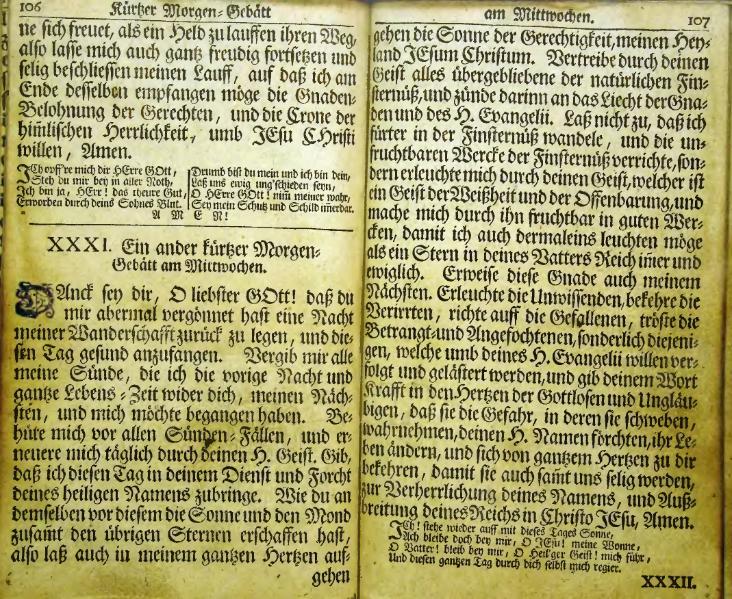 106 Kürtzer Morgen-Gebätt
ne sich freuet, als ein Held zu lauffen ihren Weg,
also lasse mich auch gantz freudig fortsetzen und
selig beschliessen meinen Lauff, auf daß ich am
Ende desselben empfangen möge die Gnaden-
Belohnung der Gerechten, und die Crone der
him̃lischen Herrlichkeit, umb JEsu CHristi
willen, Amen.
JCh opff're mich dir HErre GOtt,
Steh du mir bey in aller Noth,
Jch bin ja, HErr! das theure Gut,
Erworben durch deins Sohnes Blut.
Drumb bist du mein und ich bin dein,
Laß uns ewig ung'schieden seyn,
O HErre GOtt! nim̃ meiner wahr,
Sey mein Schutz und Schild im̃erdar.
A M E N!
XXXI. Ein ander kürtzer Morgen-
Gebätt am Mittwochen.
DAnck sey dir, O liebster GOtt! daß du
mir abermal vergönnet hast eine Nacht
meiner Wanderschafft zurück zu legen, und die-
sen Tag gesund anzufangen. Vergib mir alle
meine Sünde, die ich die vorige Nacht und
gantze Lebens-Zeit wider dich, meinen Näch-
sten, und mich möchte begangen haben. Be-
hüte mich vor allen Sünden-Fällen, und er-
neuere mich täglich durch deinen H. Geist. Gib,
daß ich diesen Tag in deinem Dienst und Forcht
deines heiligen Namens zubringe. Wie du an
demselben vor diesem die Sonne und den Mond
zusam̃t den übrigen Sternen erschaffen hast,
also laß auch in meinem gantzen Hertzen auf-
gehen
am Mittwochen. 107
gehen die Sonne der Gerechtigkeit, meinen Hey-
land JEsum Christum. Vertreibe durch deinen
Geist alles übergebliebene der natürlichen Fin-
sternüß, und zünde darinn an das Liecht der Gna-
den und des H. Evangelii. Laß nicht zu, daß ich
fürter in der Finsternüß wandele, und die un-
fruchtbaren Wercke der Finsternüß verrichte, son-
dern erleuchte mich durch deinen Geist, welcher ist
ein Geist der Weißheit und der Offenbarung, und
mache mich durch ihn fruchtbar in guten Wer-
cken, damit ich auch dermaleins leuchten möge
als ein Stern in deines Vatters Reich im̃er und
ewiglich. Erweise diese Gnade auch meinem
Nächsten. Erleuchte die Unwissenden, bekehre die
Verirrten, richte auff die Gefallenen, tröste die
Betrangt- und Angefochtenen, sonderlich diejeni-
gen, welche umb deines H. Evangelii willen ver-
folgt und gelästert werden, und gib deinem Wort
Krafft in den Hertzen der Gottlosen und Ungläu-
bigen, daß sie die Gefahr, in deren sie schweben,
wahrnehmen, deinen H. Namen förchten, ihr Le-
ben ändern, und sich von gantzem Hertzen zu dir
bekehren, damit sie auch sam̃t uns selig werden,
zur Verherrlichung deines Namens, und Auß-
breitung deines Reichs in Christo JEsu, Amen.
JCh stehe wieder auff mit dieses Tages Sonne,
Ach bleibe doch bey mir, O JEsu! meine Wonne,
O Vatter! bleib bey mir, O Heil'ger Geist! mich führ,
Und diesen gantzen Tag durch dich selbst mich regier.
XXXII.